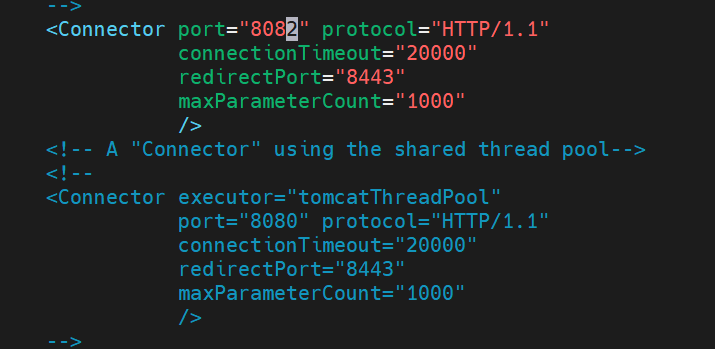 -->
<Connector port="8082" protocol="HTTP/1.1"
connectionTimeout="20000"
redirectPort="8443"
maxParameterCount="1000"
/>
<!-- A "Connector" using the shared thread pool-->
<!--
<Connector executor="tomcatThreadPool"
port="8080" protocol="HTTP/1.1"
connectionTimeout="20000"
redirectPort="8443"
maxParameterCount="1000"
/>
-->